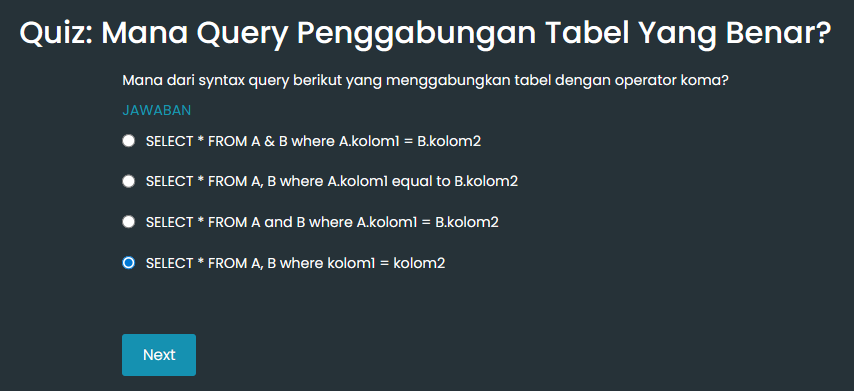 Quiz: Mana Query Penggabungan Tabel Yang Benar?
Mana dari syntax query berikut yang menggabungkan tabel dengan operator koma?
JAWABAN
SELECT * FROM A & B where A.kolom1 = B.kolom2
SELECT * FROM A, B where A.kolom1 equal to B.kolom2
SELECT * FROM A and B where A.kolom1 = B.kolom2
SELECT * FROM A, B where kolom1 = kolom2
Next